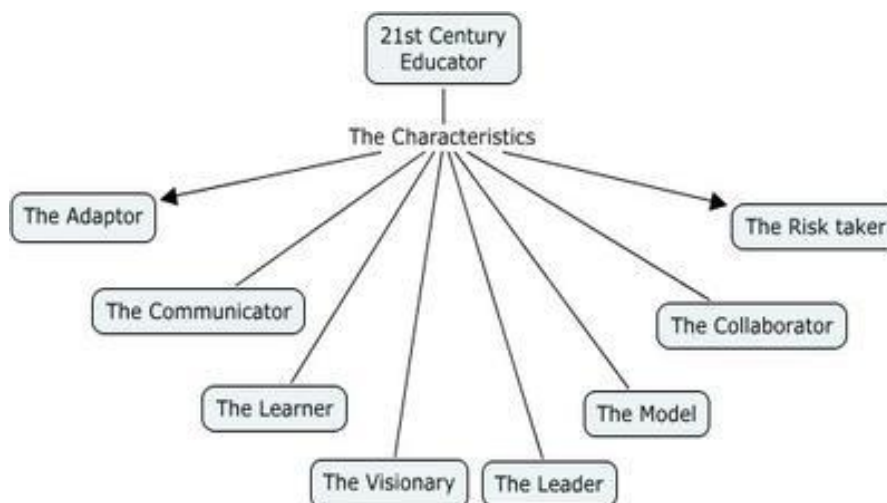 21st Century
Educator
The Characteristics
The Adaptor
The Risk taker
The Communicator
The Collaborator
The Learner
The Model
The Visionary
The Leader